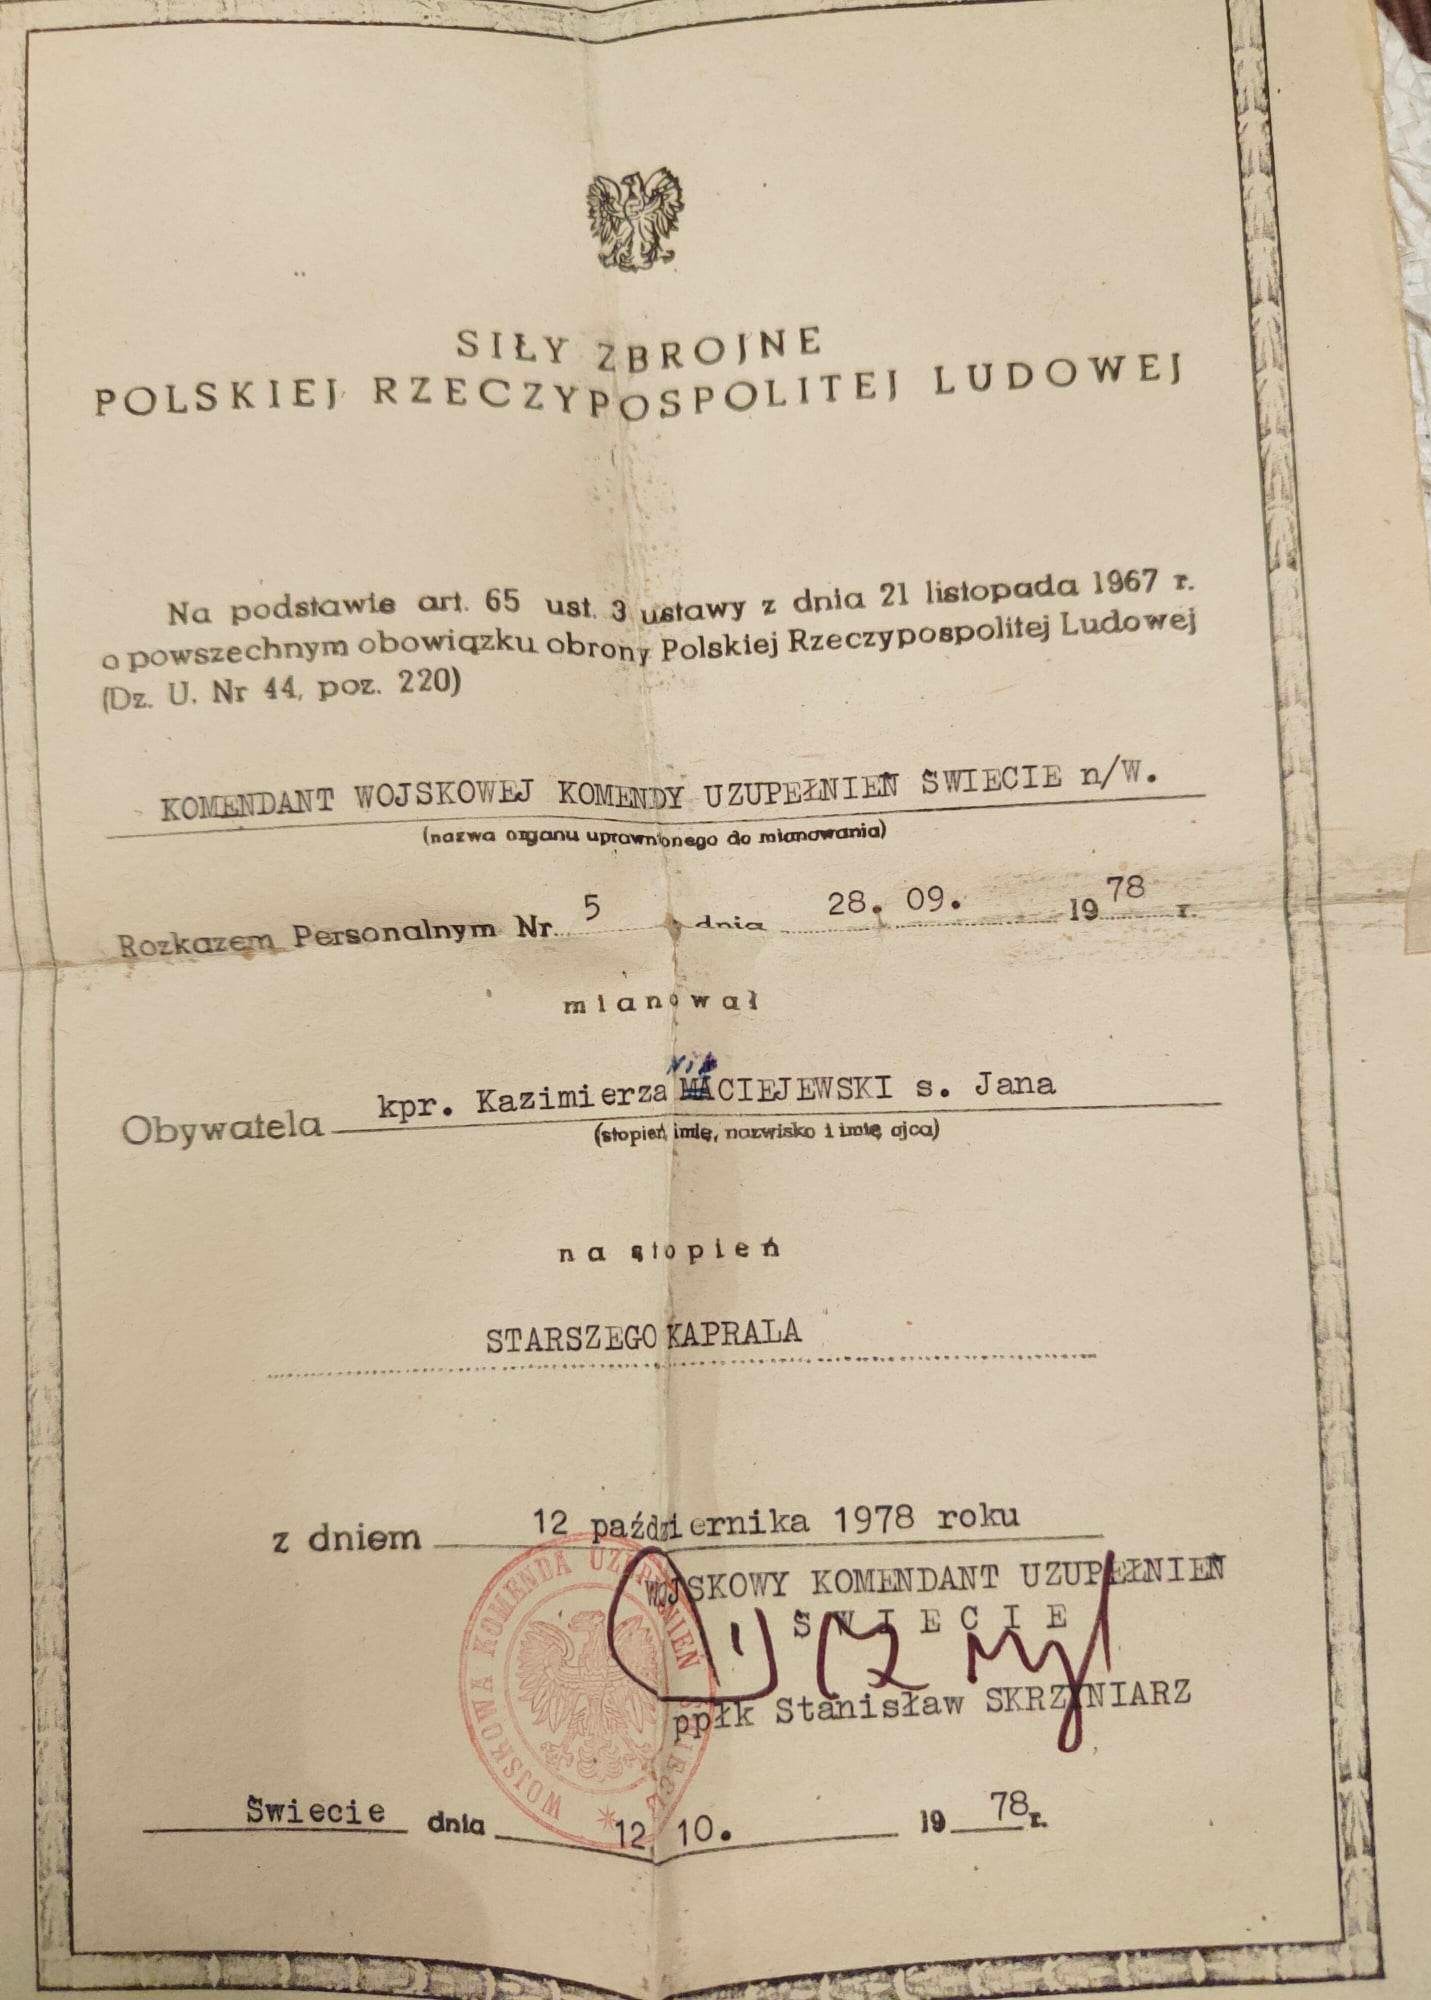 SIŁY ZBROJNE
POLSKIEJ RZECZYPOSPOLITEJ LUDOWEJ
Na podstawie art. 65 ust. 3 ustawy z dnia 21 listopada 1967 r.
o powszechnym obowiązku obrony Polskiej Rzeczypospolitej Ludowej
(Dz. U. Nr 44, poz. 220)
KOMENDANT WOJSKOWEJ KOMENDY UZUPEŁNIEŃ ŚWIECIE n/W.
(nazwa organu uprawnionego do mianowania)
Rozkazem Personalnym Nr 5 dnia 28. 09. 1978 r.
mianował
Obywatela kpr. Kazimierza MACIEJEWSKI s. Jana
(stopień, imię, nazwisko i imię ojca)
na stopień
STARSZEGO KAPRALA
z dniem 12 października 1978 roku
WOJSKOWY KOMENDANT UZUPEŁNIEŃ
ŚWIECIE
ppłk Stanisław SKRZYNIARZ
WOJSKOWA KOMENDA UZUPEŁNIEŃ ŚWIECIE
Świecie dnia 12 10. 1978 r.